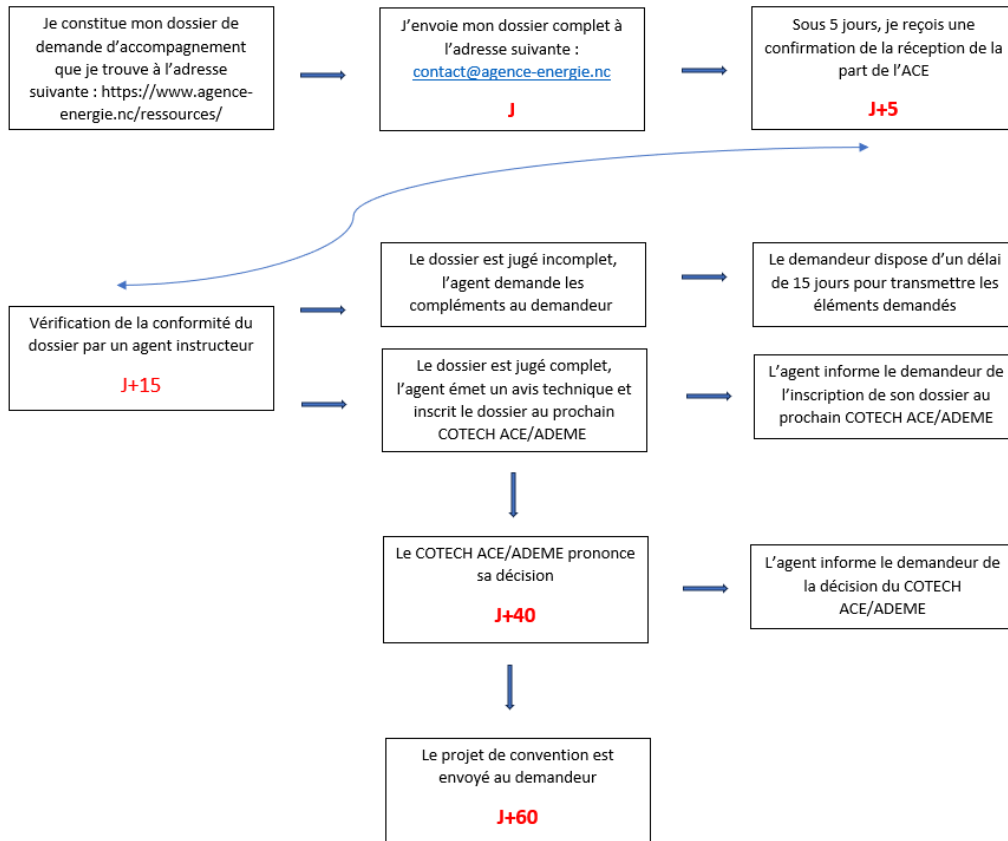 Je constitue mon dossier de
demande d'accompagnement
que je trouve à l'adresse
suivante : https://www.agence-
energie.nc/ressources/
J'envoie mon dossier complet à
l'adresse suivante :
contact@agence-energie.nc
J
Sous 5 jours, je reçois une
confirmation de la réception de la
part de l'ACE
J+5
Vérification de la conformité du
dossier par un agent instructeur
J+15
Le dossier est jugé incomplet,
l'agent demande les
compléments au demandeur
Le demandeur dispose d'un délai
de 15 jours pour transmettre les
éléments demandés
Le dossier est jugé complet,
l'agent émet un avis technique et
inscrit le dossier au prochain
COTECH ACE/ADEME
L'agent informe le demandeur de
l'inscription de son dossier au
prochain COTECH ACE/ADEME
Le COTECH ACE/ADEME prononce
sa décision
J+40
L'agent informe le demandeur de
la décision du COTECH
ACE/ADEME
Le projet de convention est
envoyé au demandeur
J+60